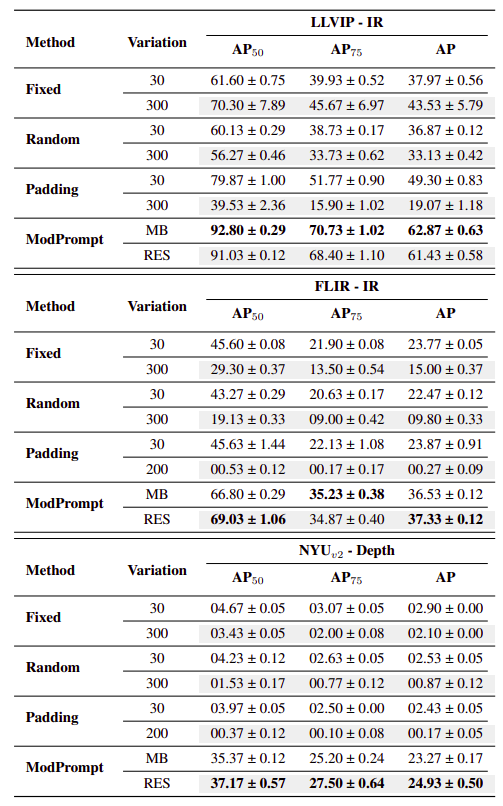 Method Variation LLVIP - IR
AP50 AP75 AP
Fixed 30 61.60 ± 0.75 39.93 ± 0.52 37.97 ± 0.56
300 70.30 ± 7.89 45.67 ± 6.97 43.53 ± 5.79
Random 30 60.13 ± 0.29 38.73 ± 0.17 36.87 ± 0.12
300 56.27 ± 0.46 33.73 ± 0.62 33.13 ± 0.42
Padding 30 79.87 ± 1.00 51.77 ± 0.90 49.30 ± 0.83
300 39.53 ± 2.36 15.90 ± 1.02 19.07 ± 1.18
ModPrompt MB 92.80 ± 0.29 70.73 ± 1.02 62.87 ± 0.63
RES 91.03 ± 0.12 68.40 ± 1.10 61.43 ± 0.58
Method Variation FLIR - IR
AP50 AP75 AP
Fixed 30 45.60 ± 0.08 21.90 ± 0.08 23.77 ± 0.05
300 29.30 ± 0.37 13.50 ± 0.54 15.00 ± 0.37
Random 30 43.27 ± 0.29 20.63 ± 0.17 22.47 ± 0.12
300 19.13 ± 0.33 09.00 ± 0.42 09.80 ± 0.33
Padding 30 45.63 ± 1.44 22.13 ± 1.08 23.87 ± 0.91
200 00.53 ± 0.12 00.17 ± 0.17 00.27 ± 0.09
ModPrompt MB 66.80 ± 0.29 35.23 ± 0.38 36.53 ± 0.12
RES 69.03 ± 1.06 34.87 ± 0.40 37.33 ± 0.12
Method Variation NYUv2 - Depth
AP50 AP75 AP
Fixed 30 04.67 ± 0.05 03.07 ± 0.05 02.90 ± 0.00
300 03.43 ± 0.05 02.00 ± 0.08 02.10 ± 0.00
Random 30 04.23 ± 0.12 02.63 ± 0.05 02.53 ± 0.05
300 01.53 ± 0.17 00.77 ± 0.12 00.87 ± 0.12
Padding 30 03.97 ± 0.05 02.50 ± 0.00 02.43 ± 0.05
200 00.37 ± 0.12 00.10 ± 0.08 00.17 ± 0.05
ModPrompt MB 35.37 ± 0.12 25.20 ± 0.24 23.27 ± 0.17
RES 37.17 ± 0.57 27.50 ± 0.64 24.93 ± 0.50